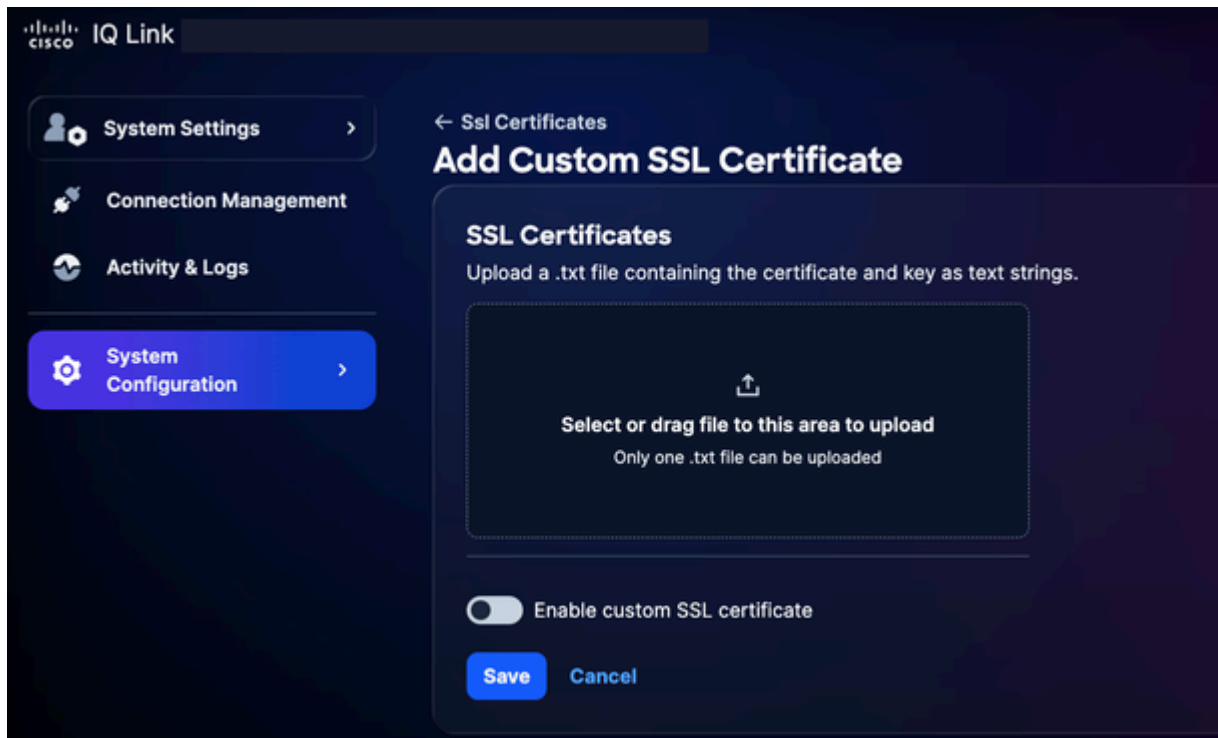 cisco IQ Link
System Settings
Connection Management
Activity & Logs
System
Configuration
← Ssl Certificates
Add Custom SSL Certificate
SSL Certificates
Upload a .txt file containing the certificate and key as text strings.
Select or drag file to this area to upload
Only one .txt file can be uploaded
Enable custom SSL certificate
Save Cancel